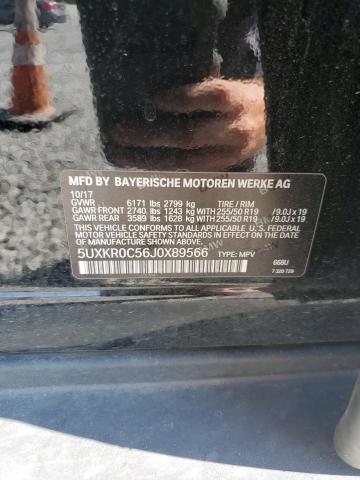 MFD BY BAYERISCHE MOTOREN WERKE AG
10/17
GVWR 6171 lbs 2799 kg TIRE / RIM
GAWR FRONT 2740 lbs 1243 kg WITH 255/50 R19 /9.0J x 19
GAWR REAR 3589 lbs 1628 kg WITH 255/50 R19 /9.0J x 19
THIS VEHICLE CONFORMS TO ALL APPLICABLE U.S. FEDERAL
MOTOR VEHICLE SAFETY STANDARDS IN EFFECT ON THE DATE
OF MANUFACTURE SHOWN ABOVE.
5UXKR0C56J0X89566 TYPE: MPV 668U
7 320 729